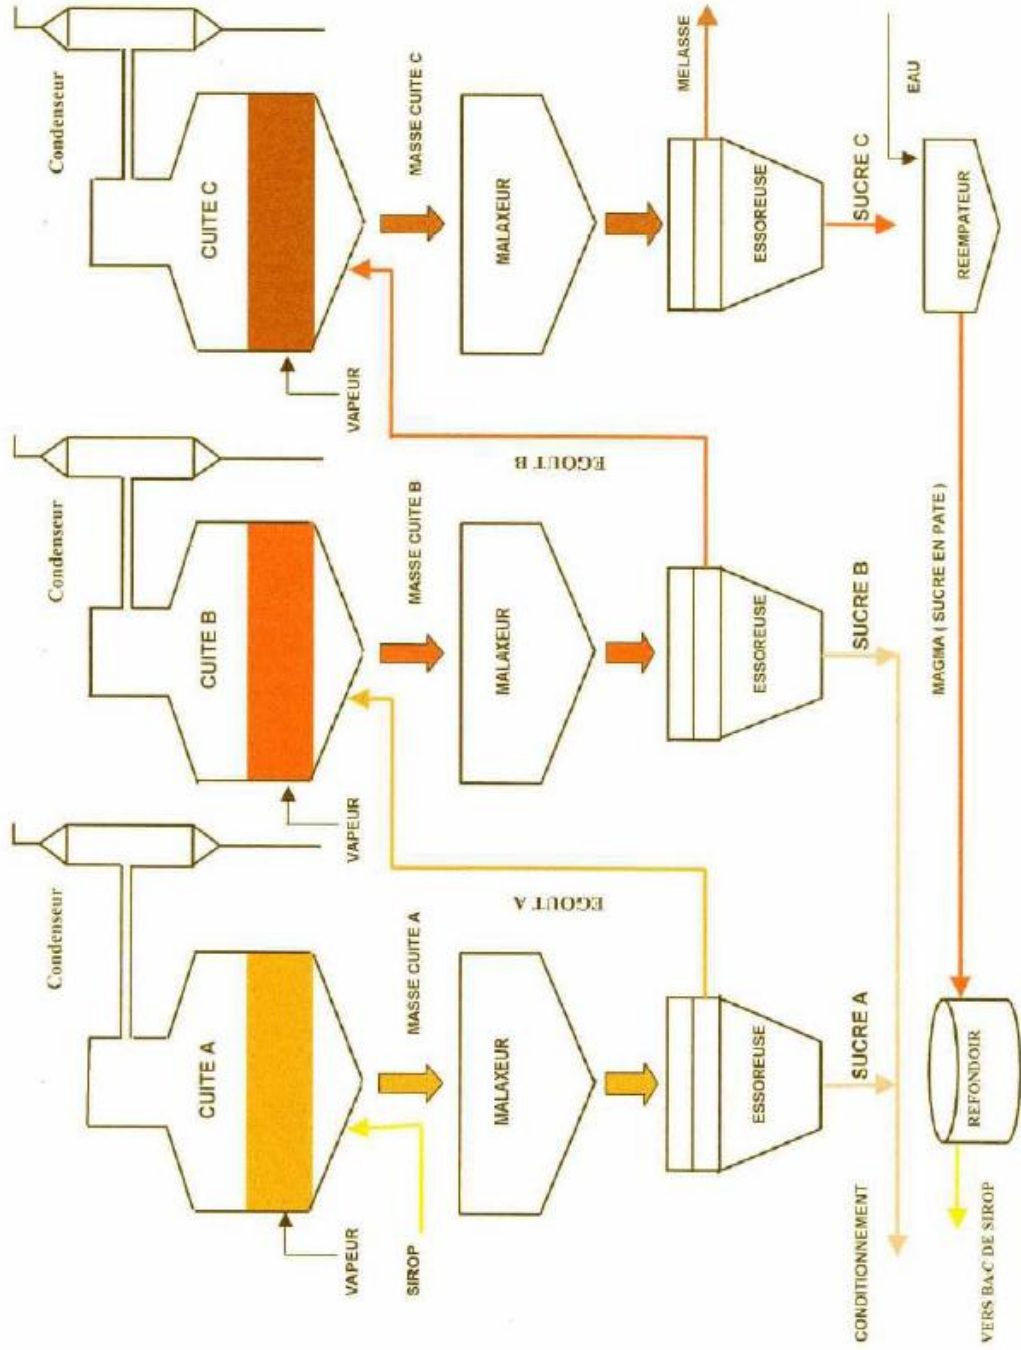 Condenseur
Condenseur
Condenseur
CUITE A
CUITE B
CUITE C
VAPEUR
VAPEUR
VAPEUR
SIROP
MASSE CUITE A
MASSE CUITE B
MASSE CUITE C
MALAXEUR
MALAXEUR
MALAXEUR
EGOUT A
EGOUT B
ESSOREUSE
ESSOREUSE
ESSOREUSE
MELASSE
SUCRE A
SUCRE B
SUCRE C
EAU
CONDITIONNEMENT
MAGMA ( SUCRE EN PATE )
REEMPATEUR
REFONDOIR
VERS BA·C DE SIROP